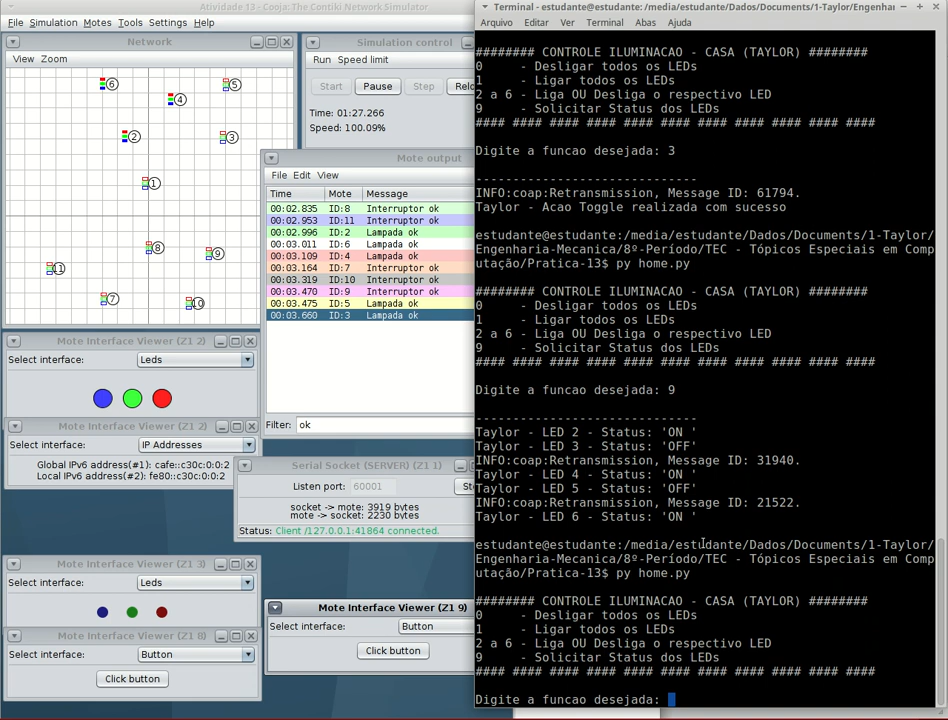 Atividade 13 - Cooja: The Contiki Network Simulator
File Simulation Motes Tools Settings Help
Network
View Zoom
6
5
4
2
3
1
8
9
11
7
10
Simulation control
Run Speed limit
Start Pause Step Relo
Time: 01:27.266
Speed: 100.09%
Mote output
File Edit View
Time Mote Message
00:02.835 ID:8 Interruptor ok
00:02.953 ID:11 Interruptor ok
00:02.996 ID:2 Lampada ok
00:03.011 ID:6 Lampada ok
00:03.109 ID:4 Lampada ok
00:03.164 ID:7 Interruptor ok
00:03.319 ID:10 Interruptor ok
00:03.470 ID:9 Interruptor ok
00:03.475 ID:5 Lampada ok
00:03.660 ID:3 Lampada ok
Filter: ok
Mote Interface Viewer (Z1 2)
Select interface: Leds
Mote Interface Viewer (Z1 2)
Select interface: IP Addresses
Global IPv6 address(#1): cafe::c30c:0:0:2
Local IPv6 address(#2): fe80::c30c:0:0:2
Serial Socket (SERVER) (Z1 1)
Listen port: 60001 St
socket -> mote: 3919 bytes
mote -> socket: 2230 bytes
Status: Client /127.0.0.1:41864 connected.
Mote Interface Viewer (Z1 3)
Select interface: Leds
Mote Interface Viewer (Z1 8)
Select interface: Button
Click button
Mote Interface Viewer (Z1 9)
Select interface: Button
Click button
Terminal - estudante@estudante: /media/estudante/Dados/Documents/1-Taylor/Engenhar
Arquivo Editar Ver Terminal Abas Ajuda
######## CONTROLE ILUMINACAO - CASA (TAYLOR) ########
0 - Desligar todos os LEDs
1 - Ligar todos os LEDs
2 a 6 - Liga OU Desliga o respectivo LED
9 - Solicitar Status dos LEDs
#### #### #### #### #### #### #### #### #### #### ####
Digite a funcao desejada: 3
------------------------------
INFO:coap:Retransmission, Message ID: 61794.
Taylor - Acao Toggle realizada com sucesso
estudante@estudante:/media/estudante/Dados/Documents/1-Taylor/
Engenharia-Mecanica/8º-Período/TEC - Tópicos Especiais em Comp
utação/Pratica-13$ py home.py
######## CONTROLE ILUMINACAO - CASA (TAYLOR) ########
0 - Desligar todos os LEDs
1 - Ligar todos os LEDs
2 a 6 - Liga OU Desliga o respectivo LED
9 - Solicitar Status dos LEDs
#### #### #### #### #### #### #### #### #### #### ####
Digite a funcao desejada: 9
------------------------------
Taylor - LED 2 - Status: 'ON '
Taylor - LED 3 - Status: 'OFF'
INFO:coap:Retransmission, Message ID: 31940.
Taylor - LED 4 - Status: 'ON '
Taylor - LED 5 - Status: 'OFF'
INFO:coap:Retransmission, Message ID: 21522.
Taylor - LED 6 - Status: 'ON '
estudante@estudante:/media/estudante/Dados/Documents/1-Taylor/
Engenharia-Mecanica/8º-Período/TEC - Tópicos Especiais em Comp
utação/Pratica-13$ py home.py
######## CONTROLE ILUMINACAO - CASA (TAYLOR) ########
0 - Desligar todos os LEDs
1 - Ligar todos os LEDs
2 a 6 - Liga OU Desliga o respectivo LED
9 - Solicitar Status dos LEDs
#### #### #### #### #### #### #### #### #### #### ####
Digite a funcao desejada: